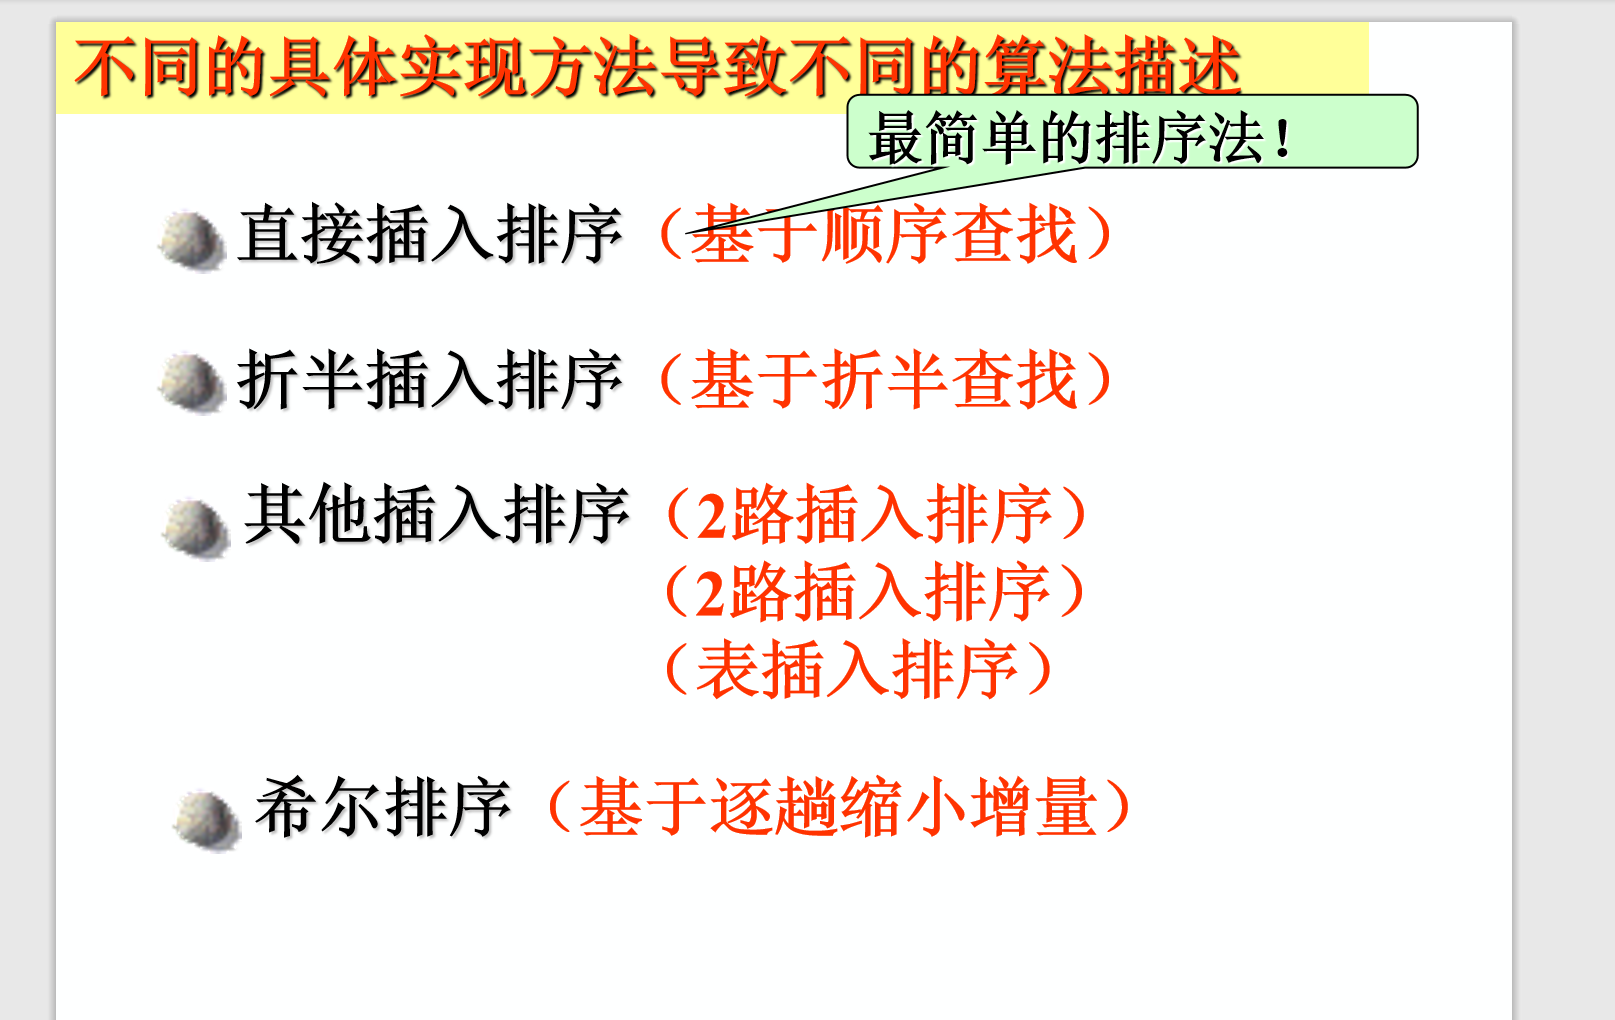 不同的具体实现方法导致不同的算法描述
最简单的排序法！
直接插入排序（基于顺序查找）
折半插入排序（基于折半查找）
其他插入排序（2路插入排序）
（2路插入排序）
（表插入排序）
希尔排序（基于逐趟缩小增量）